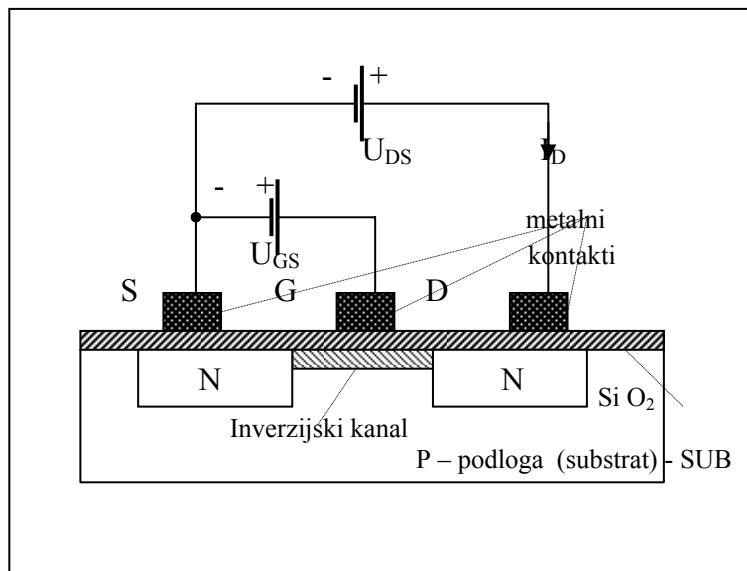 - +
U_DS
I_D
- +
U_GS
metalni
kontakti
S G D
N N
Si O₂
Inverzijski kanal
P – podloga (substrat) - SUB